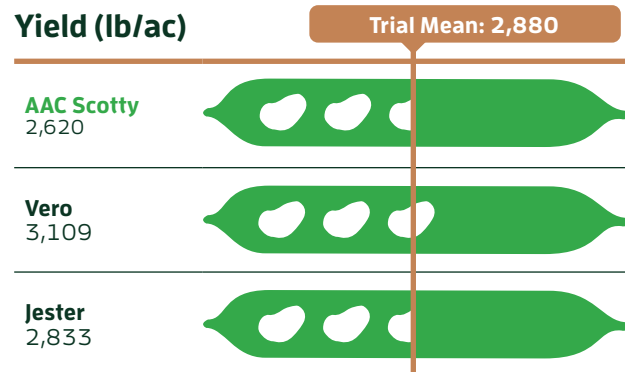 Yield (lb/ac)
Trial Mean: 2,880
AAC Scotty
2,620
Vero
3,109
Jester
2,833